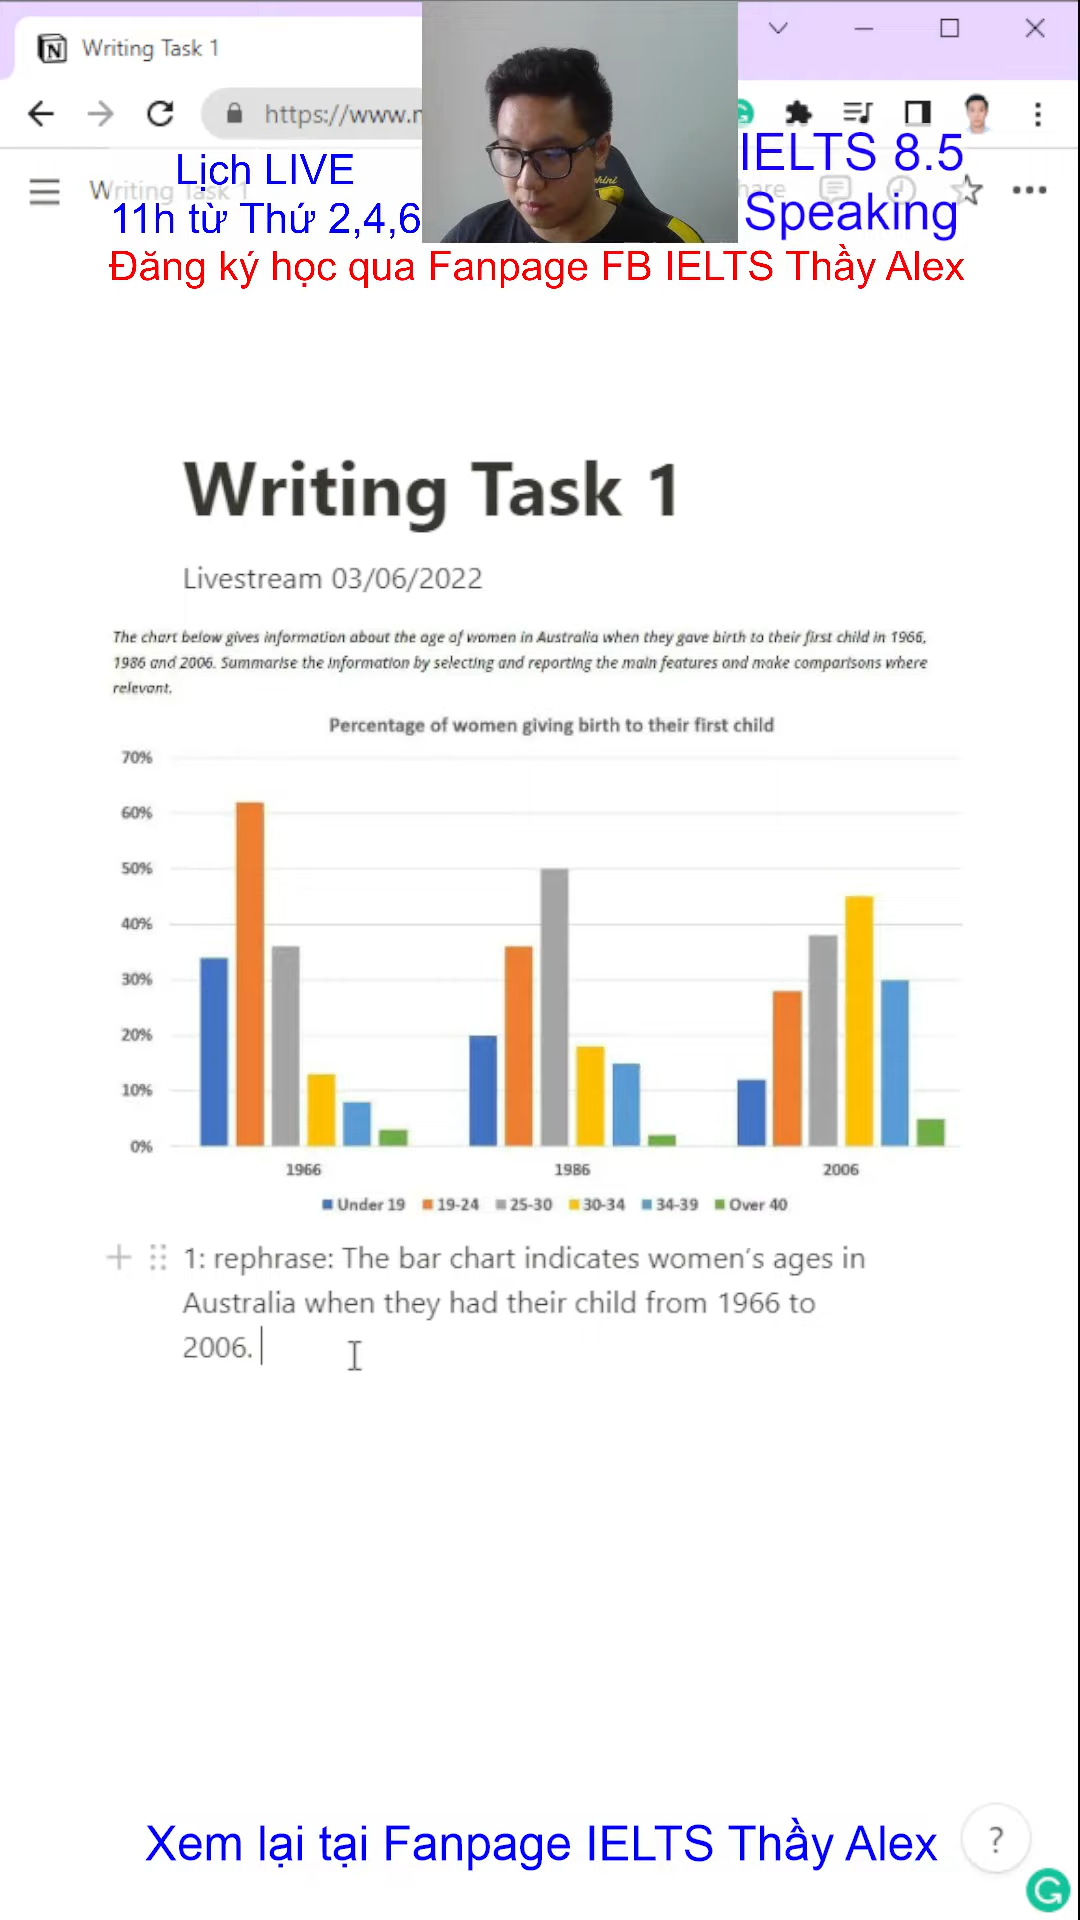 Writing Task 1
https://www.n
Lịch LIVE
11h từ Thứ 2,4,6
IELTS 8.5
Speaking
Writing Task 1
hare
Đăng ký học qua Fanpage FB IELTS Thầy Alex
Writing Task 1
Livestream 03/06/2022
The chart below gives information about the age of women in Australia when they gave birth to their first child in 1966,
1986 and 2006. Summarise the information by selecting and reporting the main features and make comparisons where
relevant.
Percentage of women giving birth to their first child
70%
60%
50%
40%
30%
20%
10%
0%
1966 1986 2006
Under 19 19-24 25-30 30-34 34-39 Over 40
1: rephrase: The bar chart indicates women's ages in
Australia when they had their child from 1966 to
2006.
Xem lại tại Fanpage IELTS Thầy Alex
?